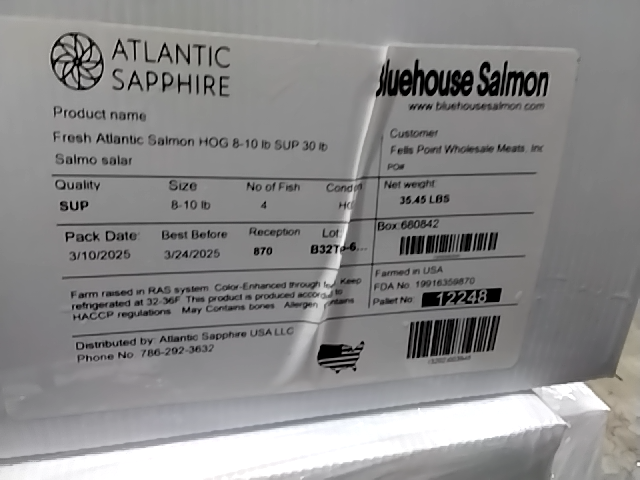 ATLANTIC
SAPPHIRE
Bluehouse Salmon
www.bluehousesalmon.com
Product name
Fresh Atlantic Salmon HOG 8-10 lb SUP 30 lb
Salmo salar
Customer
Fells Point Wholesale Meats, Inc
PO#
Quality Size No of Fish Condit
SUP 8-10 lb 4 HO
Net weight:
35.45 LBS
Pack Date: Best Before Reception Lot:
3/10/2025 3/24/2025 870
Box:680842
Farm raised in RAS system. Color-Enhanced through Keep
refrigerated at 32-36F. This product is produced to
HACCP regulations. May Contains bones. Allergen
Farmed in USA
FDA No. 19916359870
Pallet No: 12248
Distributed by: Atlantic Sapphire USA LLC
Phone No. 786-292-3632